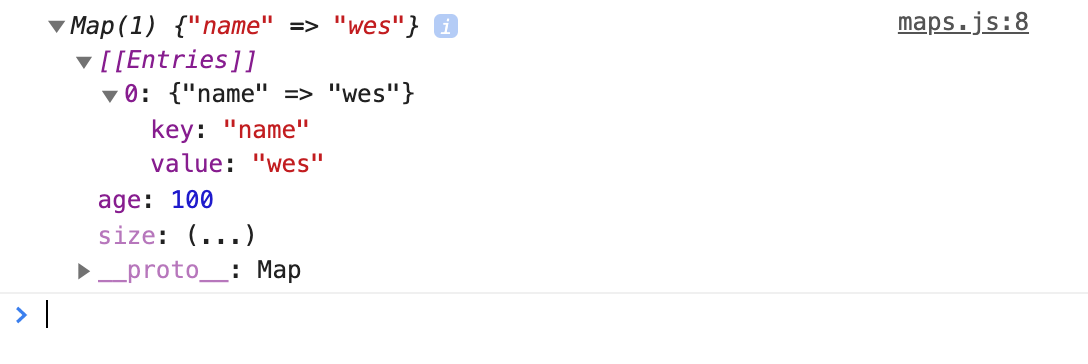 Map(1) {"name" => "wes"} i maps.js:8
[[Entries]]
0: {"name" => "wes"}
key: "name"
value: "wes"
age: 100
size: (...)
__proto__: Map
>